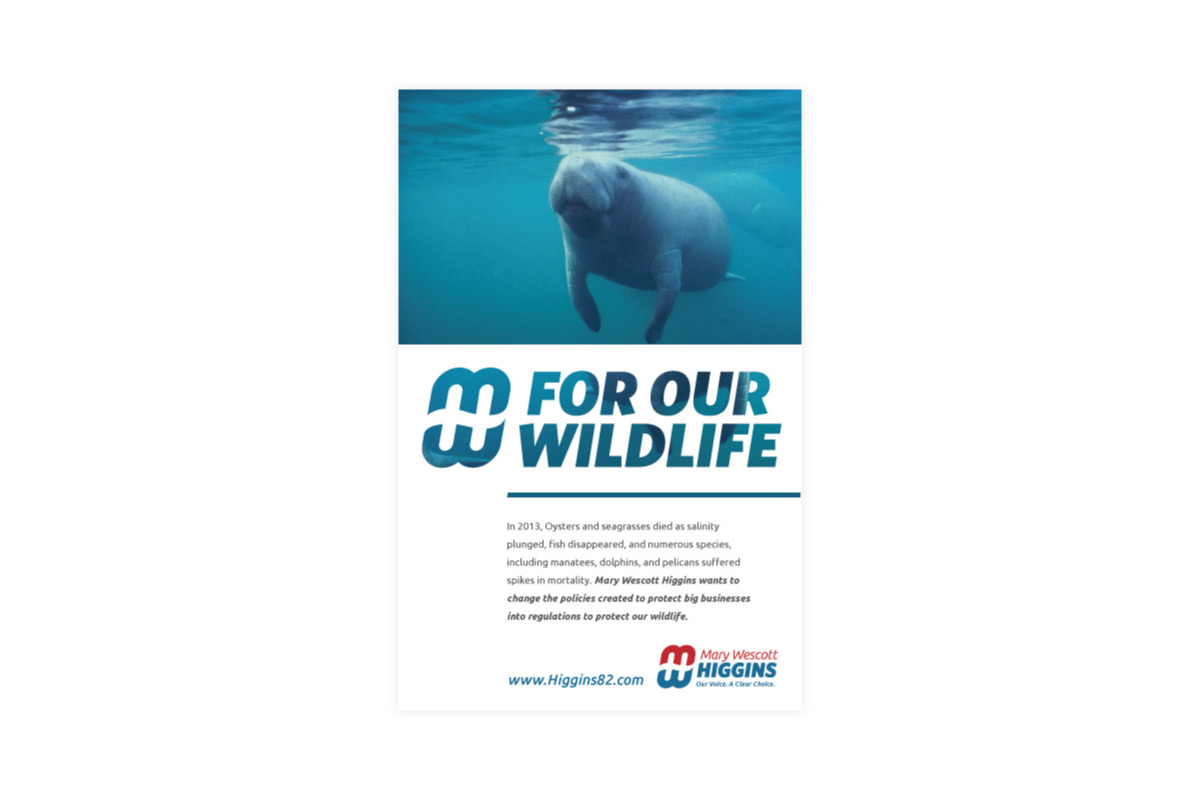 FOR OUR
WILDLIFE
In 2013, Oysters and seagrasses died as salinity
plunged, fish disappeared, and numerous species,
including manatees, dolphins, and pelicans suffered
spikes in mortality. Mary Wescott Higgins wants to
change the policies created to protect big businesses
into regulations to protect our wildlife.
www.Higgins82.com
Mary Wescott
HIGGINS
Our Voice. A Clear Choice.